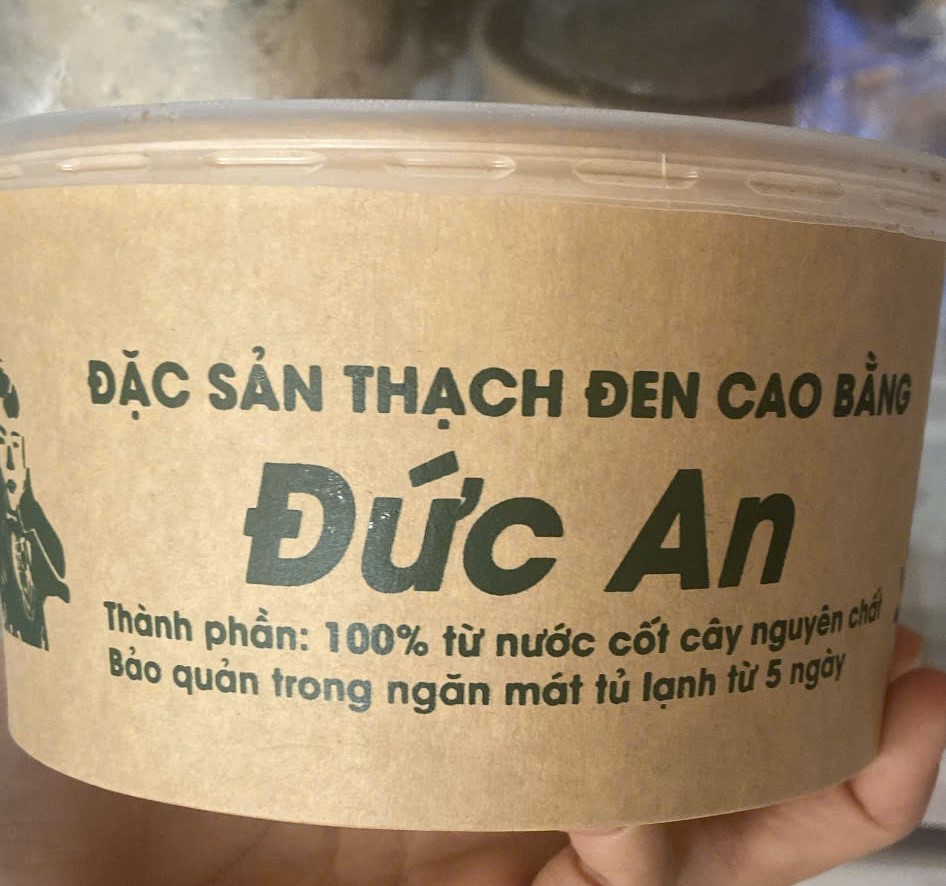 ĐẶC SẢN THẠCH ĐEN CAO BẰNG
Đức An
Thành phần: 100% từ nước cốt cây nguyên chất
Bảo quản trong ngăn mát tủ lạnh từ 5 ngày